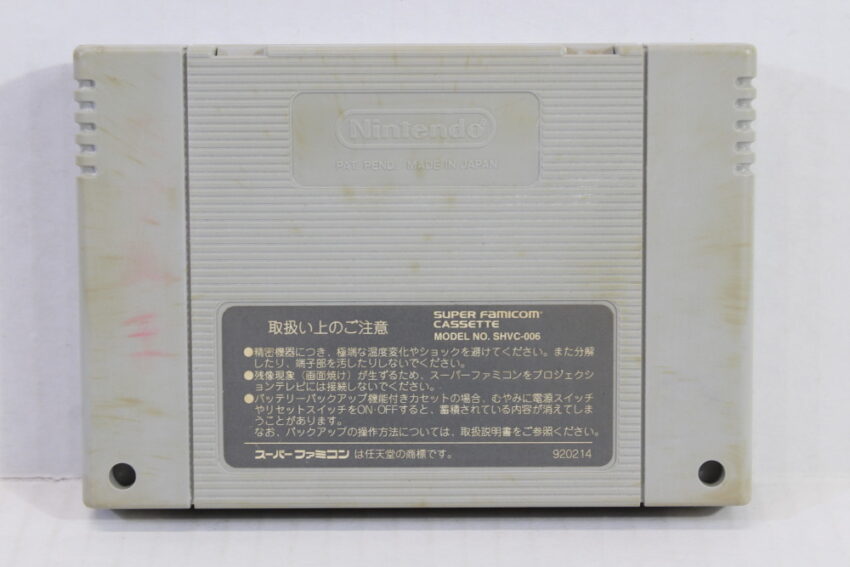 Nintendo
PAT. PEND. MADE IN JAPAN
取扱い上のご注意
SUPER FAMICOM
CASSETTE
MODEL NO. SHVC-006
●精密機器につき、極端な温度変化やショックを避けてください。また分解
したり、端子部を汚したりしないでください。
●残像現象(画面焼け)が生ずるため、スーパーファミコンをプロジェクシ
ョンテレビには接続しないでください。
●バッテリーバックアップ機能付きカセットの場合、むやみに電源スイッチ
やリセットスイッチをON・OFFすると、蓄積されている内容が消えてしま
うことがあります。
なお、バックアップの操作方法については、取扱説明書をご参照ください。
スーパーファミコンは任天堂の商標です。
920214